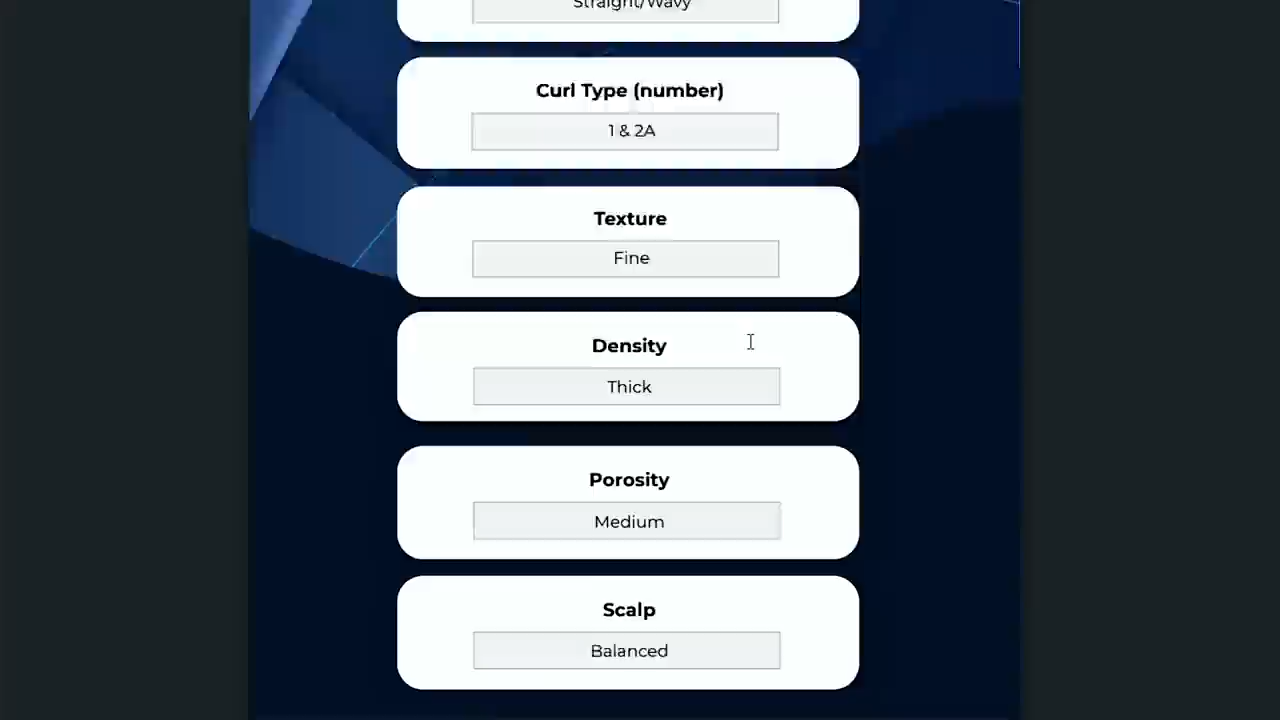 Straight/Wavy
Curl Type (number)
1 & 2A
Texture
Fine
Density
Thick
Porosity
Medium
Scalp
Balanced